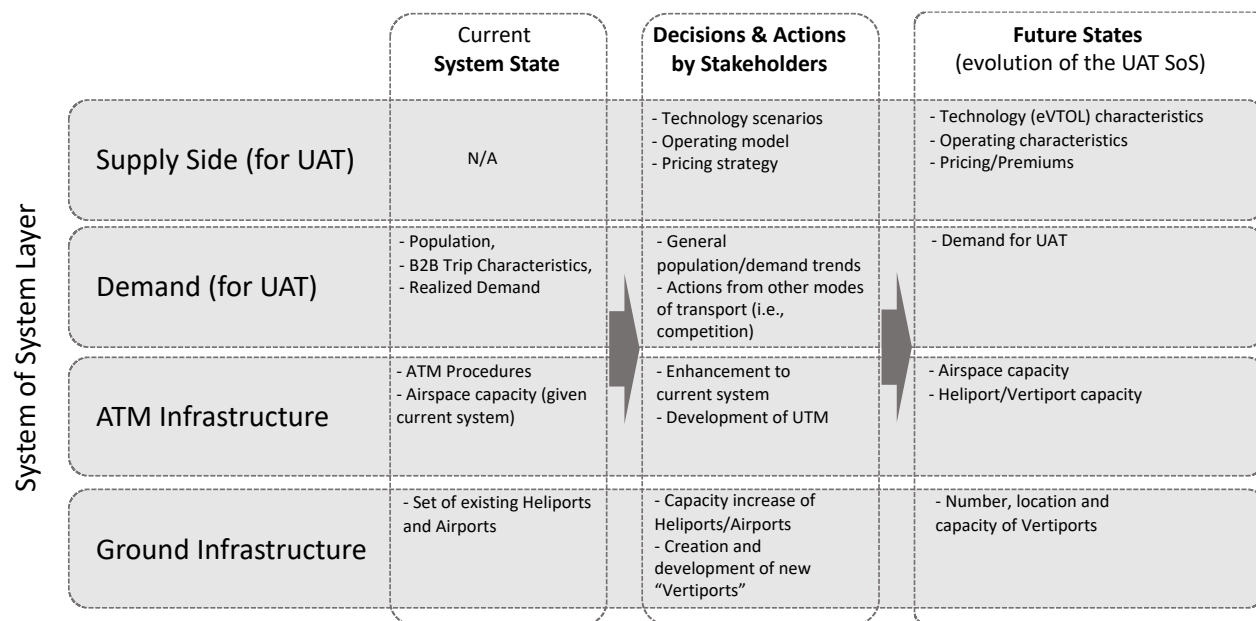 Current
System State
Decisions & Actions
by Stakeholders
Future States
(evolution of the UAT SoS)
System of System Layer
Supply Side (for UAT)
N/A
- Technology scenarios
- Operating model
- Pricing strategy
- Technology (eVTOL) characteristics
- Operating characteristics
- Pricing/Premiums
Demand (for UAT)
- Population,
- B2B Trip Characteristics,
- Realized Demand
- General
population/demand trends
- Actions from other modes
of transport (i.e.,
competition)
- Demand for UAT
ATM Infrastructure
- ATM Procedures
- Airspace capacity (given
current system)
- Enhancement to
current system
- Development of UTM
- Airspace capacity
- Heliport/Vertiport capacity
Ground Infrastructure
- Set of existing Heliports
and Airports
- Capacity increase of
Heliports/Airports
- Creation and
development of new
“Vertiports”
- Number, location and
capacity of Vertiports